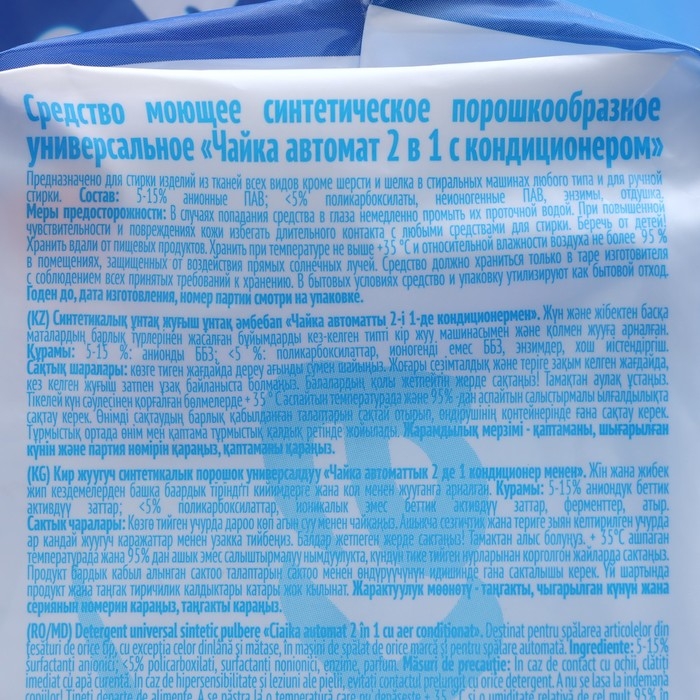 Средство моющее синтетическое порошкообразное
универсальное «Чайка автомат 2 в 1 с кондиционером»
Предназначено для стирки изделий из тканей всех видов кроме шерсти и шелка в стиральных машинах любого типа и для ручной
стирки. Состав: 5-15% анионные ПАВ; <5% поликарбоксилаты, неионогенные ПАВ, энзимы, отдушка.
Меры предосторожности: В случаях попадания средства в глаза немедленно промыть их проточной водой. При повышенной
чувствительности и повреждениях кожи избегать длительного контакта с любыми средствами для стирки. Беречь от детей!
Хранить вдали от пищевых продуктов. Хранить при температуре не выше +35 °С и относительной влажности воздуха не более 95 %
в помещениях, защищенных от воздействия прямых солнечных лучей. Средство должно храниться только в таре изготовителя
с соблюдением всех принятых требований к хранению. В бытовых условиях средство и упаковку утилизируют как бытовой отход.
Годен до, дата изготовления, номер партии смотри на упаковке.
(KZ) Синтетикалық ұнтақ жуғыш ұнтақ әмбебап «Чайка автоматты 2-і 1-де кондиционермен». Жүн және жібектен басқа
маталардың барлық түрлерінен жасалған бұйымдарды кез-келген типті кір жуу машинасымен және қолмен жууға арналған.
Құрамы: 5-15 %: анионды ББЗ; <5 %: поликарбоксилаттар, ионогенді емес ББЗ, энзимдер, хош иістендіргіш.
Сақтық шаралары: көзге тиген жағдайда дереу ағынды сумен шайыңыз. Жоғары сезімталдық және теріге зақым келген жағдайда,
кез келген жуғыш затпен ұзақ байланыста болмаңыз. Балалардың қолы жетпейтін жерде сақтаңыз! Тамақтан аулақ ұстаңыз.
Тікелей күн сәулесінен қорғалған бөлмелерде + 35 °С аспайтын температурада және 95% -дан аспайтын салыстырмалы ылғалдылықта
сақтау керек. Өнімді сақтаудың барлық қабылданған талаптарын сақтай отырып, өндірушінің контейнерінде ғана сақтау керек.
Тұрмыстық ортада өнім мен қаптама тұрмыстық қалдық ретінде жойылады. Жарамдылық мерзімі - қаптаманы, шығарылған
күнін және партия нөмірін қараңыз, қаптаманы қараңыз.
(KG) Кир жуугуч синтетикалык порошок универсалдуу «Чайка автоматтык 2 де 1 кондиционер менен». Жүн жана жибек
жип кездемелерден башка баардык түрүндөгү кийимдерге жана кол менен жууганга арналган. Курамы: 5-15% аниондук беттик
активдүү заттар; <5% поликарбоксилаттар, ионикалык эмес беттик активдүү заттар, ферменттер, атыр.
Сактык чаралары: Көзгө тийген учурда дароо көп агын суу менен чайкаңыз. Ашыкча сезгичтик жана териге зыян келтирилген учурда
ар кандай жуугуч каражаттар менен узакка тийбеңиз. Балдар жетпеген жерде сактаңыз! Тамактан алыс болуңуз. + 35°С ашпаган
температурада жана 95% дан ашык эмес салыштырмалуу нымдуулукта, күндүн тике тийген нурларынан корголгон жайларда сактаңыз.
Продукт бардык кабыл алынган сактоо талаптарын сактоо менен өндүрүүчүнүн идишинде гана сакталышы керек. Үй шартында
продукт жана таңгак тиричилик калдыктары катары жок кылынат. Жарактуулук мөөнөтү - таңгакты, чыгарылган күнүн жана
сериянын номерин караңыз, таңгакты караңыз.
(RO/MD) Detergent universal sintetic pulbere «Ciaika automat 2 în 1 cu aer conditionat». Destinat pentru spălarea articolelor din
țesături de orice tip, cu excepția celor dinlână și mătase, în mașini de spălat de orice marcă și pentru spălare automată. Ingrediente: 5-15%
surfactanți anionici; <5% policarboxilati, surfactanți nonionici, enzime, parfum. Măsuri de precauție: În caz de contact cu ochii, clătiți
imediat cu apă curentă, în caz de hipersensibilitate și leziuni ale pielii, evitați contactul prelungit cu orice detergent. A nu se lasa la indemana
copiilor! Țineți departe de alimente. A se păstra la o temperatură care nu depășește + 35 °C și o umiditate relativă